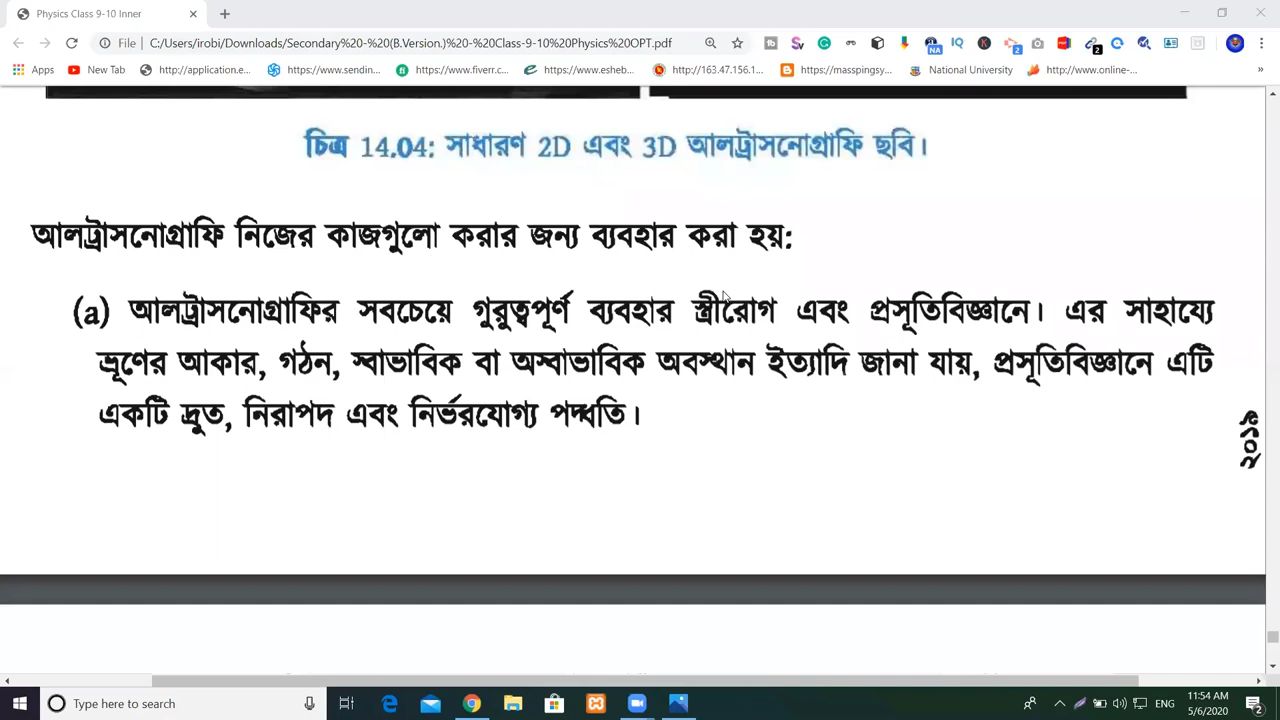 Physics Class 9-10 Inner
File | C:/Users/irobi/Downloads/Secondary%20-%20(B.Version.)%20-%20Class-9-10%20Physics%20OPT.pdf
Apps New Tab http://application.e... https://www.sendin... https://www.fiverr.c... https://www.esheb... http://163.47.156.1... https://masspingsy... National University http://www.online-... »
চিত্র 14.04: সাধারণ 2D এবং 3D আলট্রাসনোগ্রাফি ছবি।
আলট্রাসনোগ্রাফি নিজের কাজগুলো করার জন্য ব্যবহার করা হয়:
(a) আলট্রাসনোগ্রাফির সবচেয়ে গুরুত্বপূর্ণ ব্যবহার স্ত্রীরোগ এবং প্রসূতিবিজ্ঞানে। এর সাহায্যে
ভ্রূণের আকার, গঠন, স্বাভাবিক বা অস্বাভাবিক অবস্থান ইত্যাদি জানা যায়, প্রসূতিবিজ্ঞানে এটি
একটি দ্রুত, নিরাপদ এবং নির্ভরযোগ্য পদ্ধতি।
২০১৯
Type here to search
ENG
11:54 AM
5/6/2020